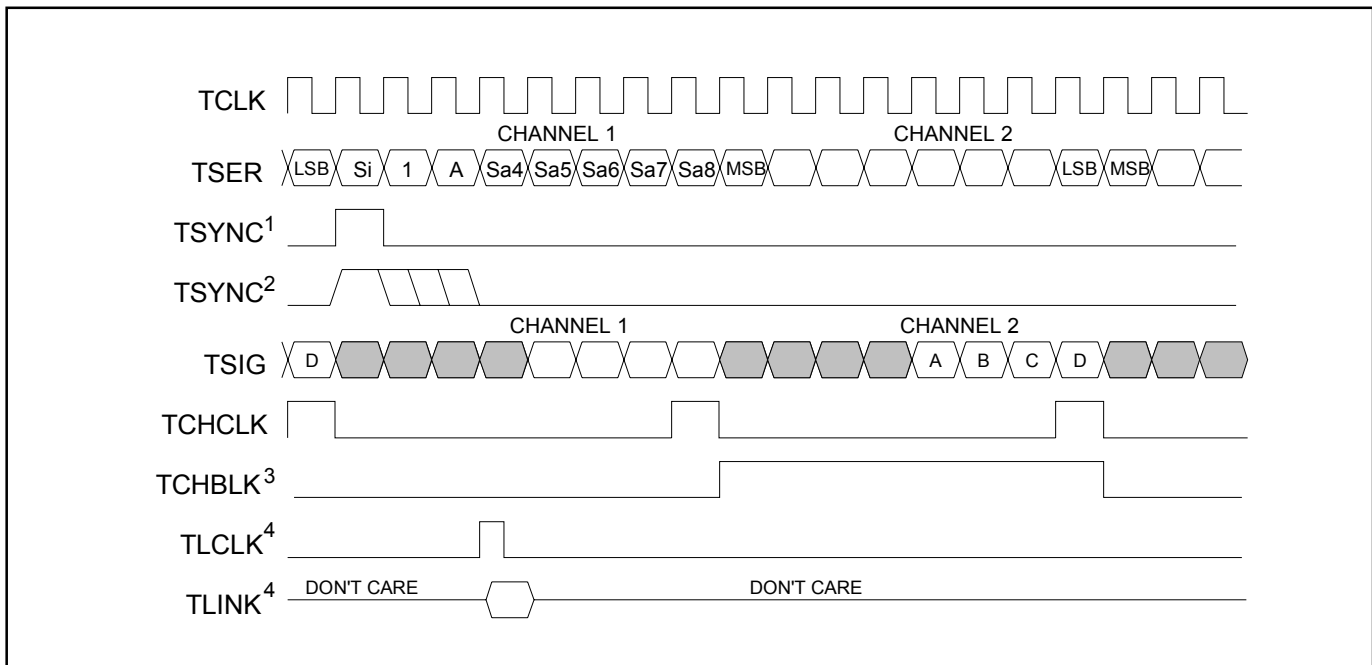 TCLK
CHANNEL 1 CHANNEL 2
TSER LSB Si 1 A Sa4 Sa5 Sa6 Sa7 Sa8 MSB LSB MSB
TSYNC1
TSYNC2
CHANNEL 1 CHANNEL 2
TSIG D A B C D
TCHCLK
TCHBLK3
TLCLK4
TLINK4 DON'T CARE DON'T CARE